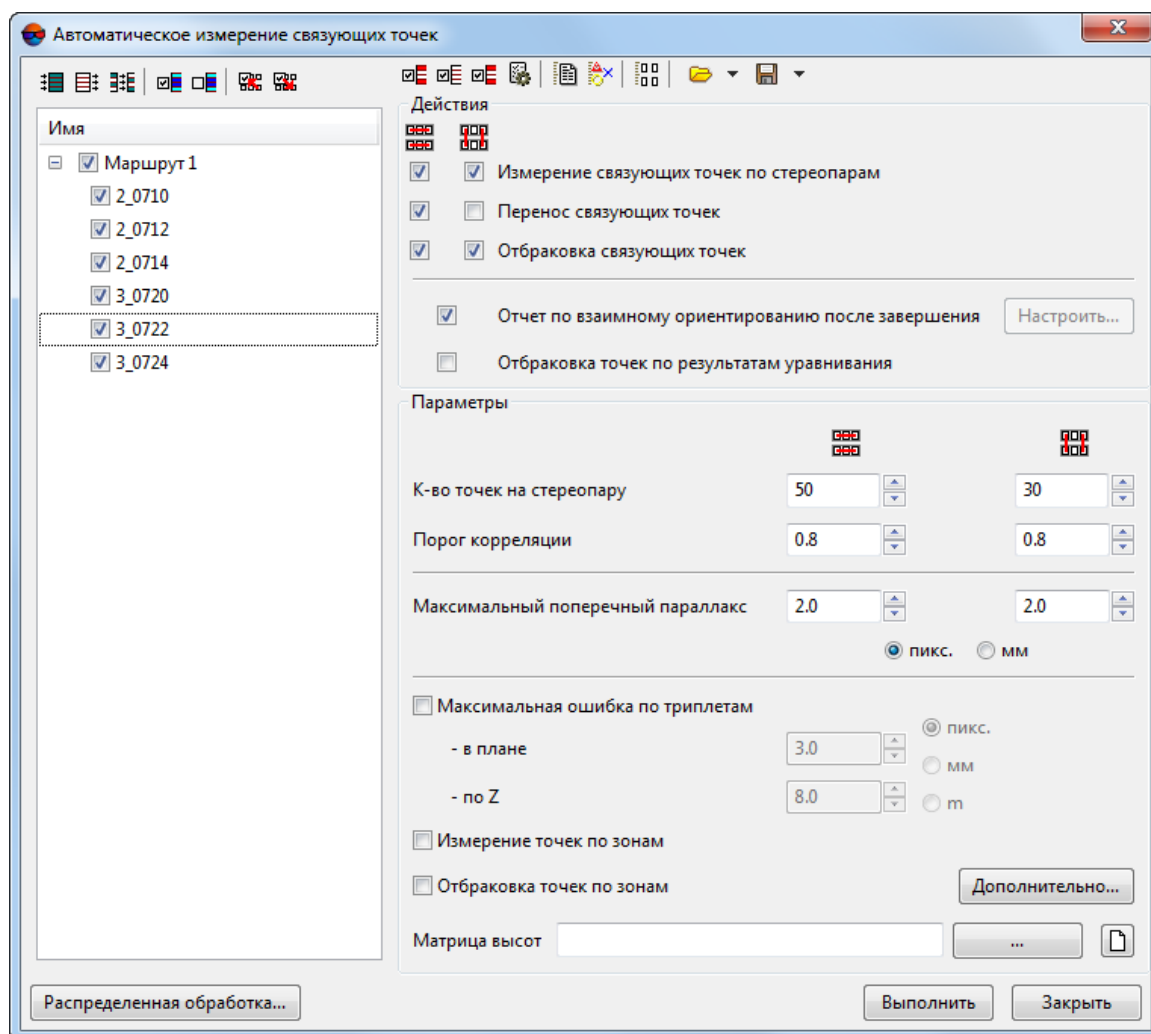 Автоматическое измерение связующих точек
Имя
Маршрут 1
2_0710
2_0712
2_0714
3_0720
3_0722
3_0724
Действия
Измерение связующих точек по стереопарам
Перенос связующих точек
Отбраковка связующих точек
Отчет по взаимному ориентированию после завершения Настроить...
Отбраковка точек по результатам уравнивания
Параметры
К-во точек на стереопару 50 30
Порог корреляции 0.8 0.8
Максимальный поперечный параллакс 2.0 2.0
пикс. мм
Максимальная ошибка по триплетам
пикс.
- в плане 3.0
мм
- по Z 8.0 m
Измерение точек по зонам
Отбраковка точек по зонам Дополнительно...
Матрица высот ...
Распределенная обработка... Выполнить Закрыть